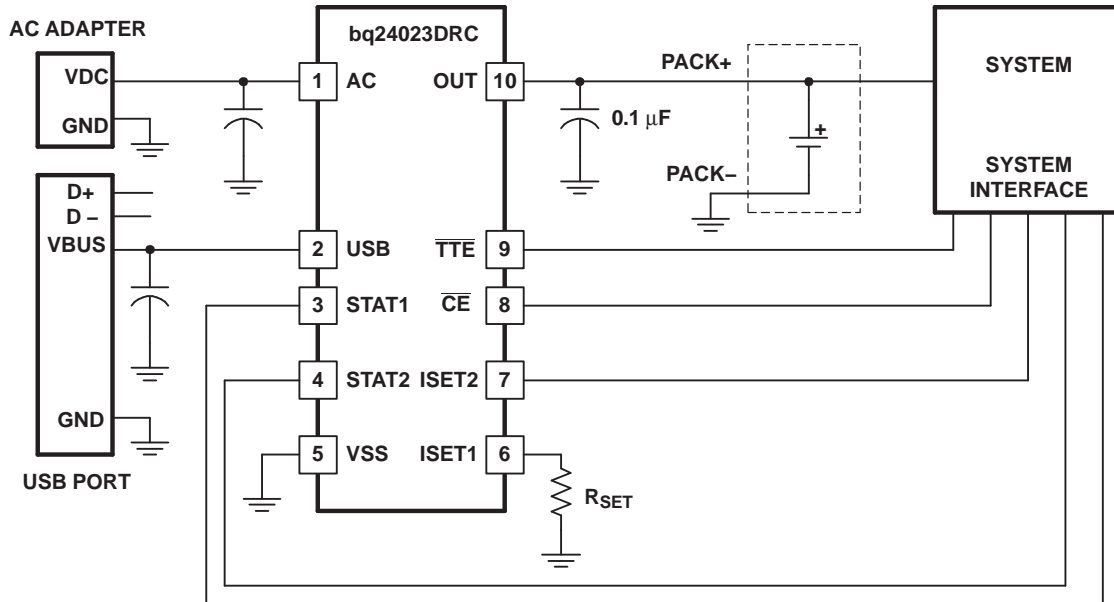 AC ADAPTER
VDC
GND
D+
D −
VBUS
GND
USB PORT
bq24023DRC
1 AC
OUT 10
2 USB
TTE 9
3 STAT1
CE 8
4 STAT2
ISET2 7
5 VSS
ISET1 6
0.1 μF
PACK+
+
PACK−
RSET
SYSTEM
SYSTEM
INTERFACE